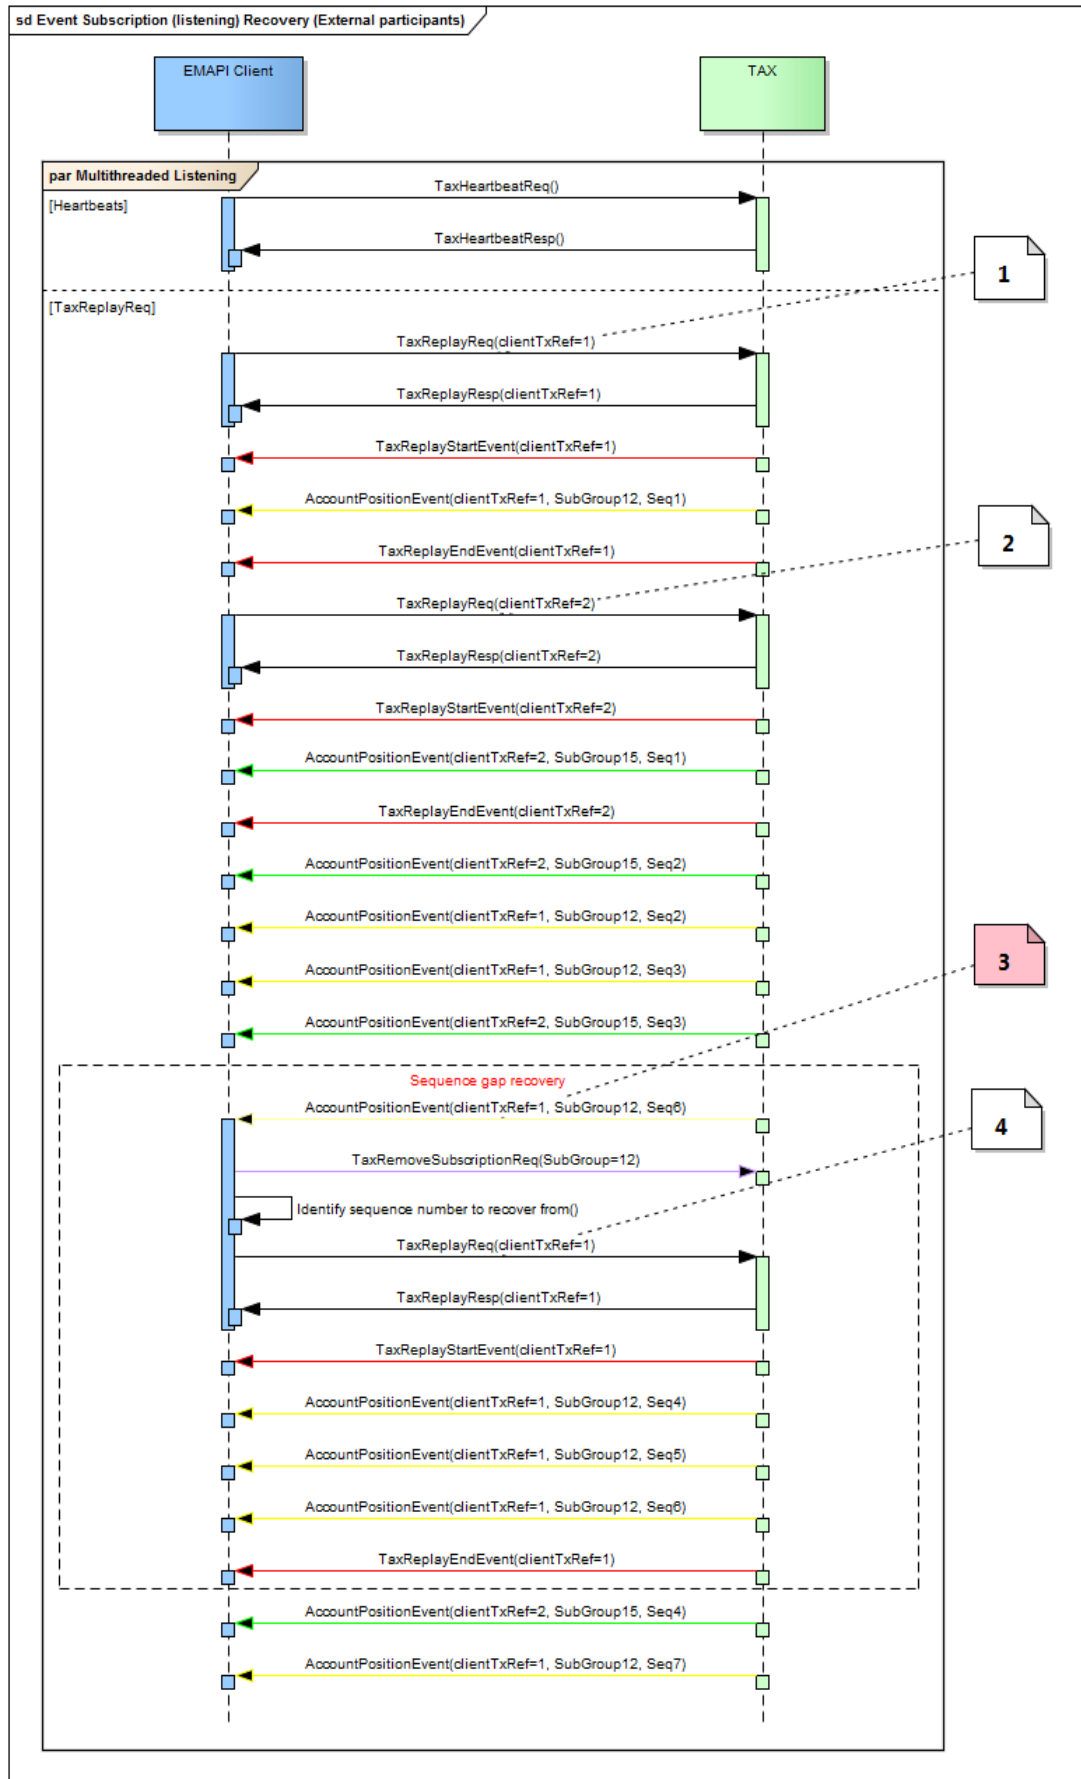 sd Event Subscription (listening) Recovery (External participants)
EMAPI Client
TAX
par Multithreaded Listening
[Heartbeats]
TaxHeartbeatReq()
TaxHeartbeatResp()
1
[TaxReplayReq]
TaxReplayReq(clientTxRef=1)
TaxReplayResp(clientTxRef=1)
TaxReplayStartEvent(clientTxRef=1)
AccountPositionEvent(clientTxRef=1, SubGroup12, Seq1)
2
TaxReplayEndEvent(clientTxRef=1)
TaxReplayReq(clientTxRef=2)
TaxReplayResp(clientTxRef=2)
TaxReplayStartEvent(clientTxRef=2)
AccountPositionEvent(clientTxRef=2, SubGroup15, Seq1)
TaxReplayEndEvent(clientTxRef=2)
AccountPositionEvent(clientTxRef=2, SubGroup15, Seq2)
AccountPositionEvent(clientTxRef=1, SubGroup12, Seq2)
3
AccountPositionEvent(clientTxRef=1, SubGroup12, Seq3)
AccountPositionEvent(clientTxRef=2, SubGroup15, Seq3)
Sequence gap recovery
AccountPositionEvent(clientTxRef=1, SubGroup12, Seq6)
4
TaxRemoveSubscriptionReq(SubGroup=12)
Identify sequence number to recover from()
TaxReplayReq(clientTxRef=1)
TaxReplayResp(clientTxRef=1)
TaxReplayStartEvent(clientTxRef=1)
AccountPositionEvent(clientTxRef=1, SubGroup12, Seq4)
AccountPositionEvent(clientTxRef=1, SubGroup12, Seq5)
AccountPositionEvent(clientTxRef=1, SubGroup12, Seq6)
TaxReplayEndEvent(clientTxRef=1)
AccountPositionEvent(clientTxRef=2, SubGroup15, Seq4)
AccountPositionEvent(clientTxRef=1, SubGroup12, Seq7)